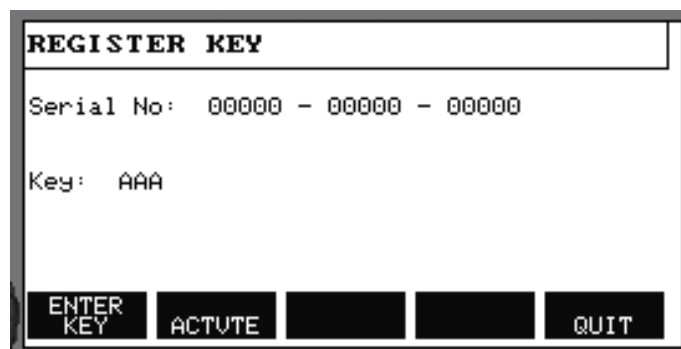 REGISTER KEY
Serial No: 00000 - 00000 - 00000
Key: AAA
ENTER
KEY
ACTVTE
QUIT